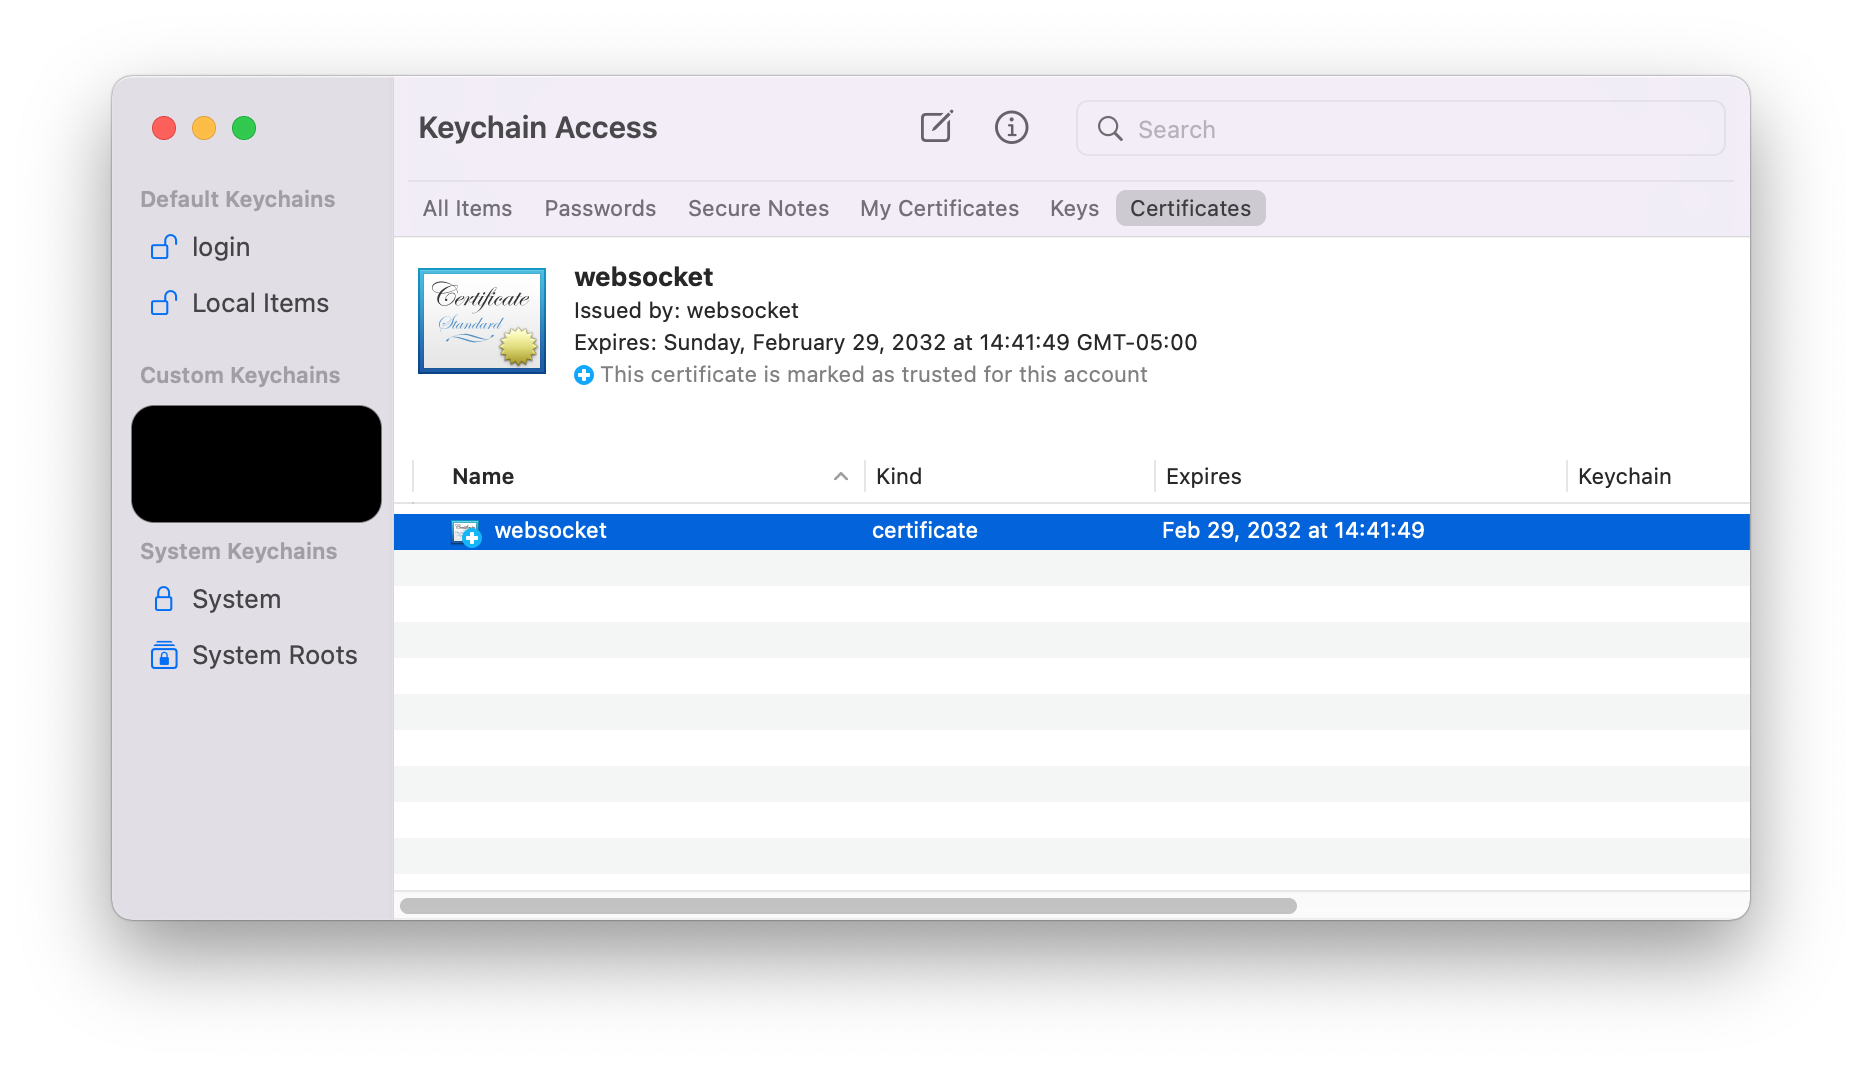 Keychain Access
Search
Default Keychains
login
Local Items
Custom Keychains
System Keychains
System
System Roots
All Items Passwords Secure Notes My Certificates Keys Certificates
Certificate
Standard
websocket
Issued by: websocket
Expires: Sunday, February 29, 2032 at 14:41:49 GMT-05:00
This certificate is marked as trusted for this account
Name Kind Expires Keychain
websocket certificate Feb 29, 2032 at 14:41:49